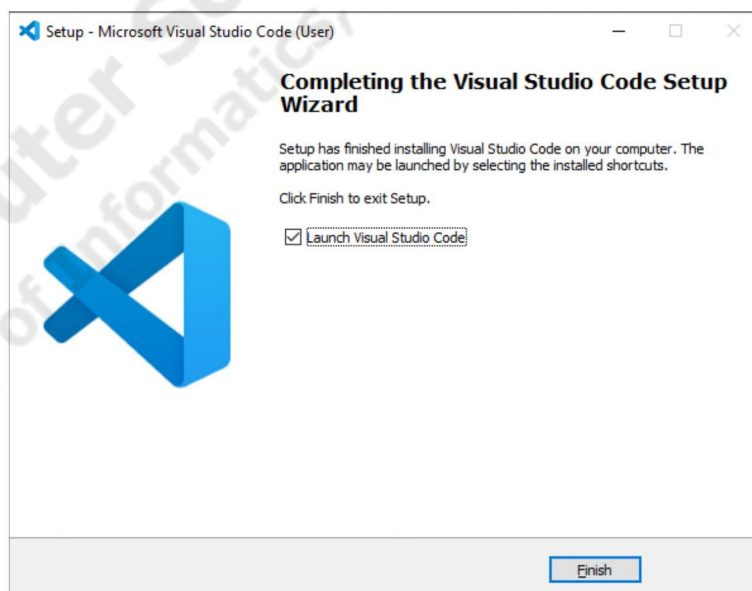 Setup - Microsoft Visual Studio Code (User)
Completing the Visual Studio Code Setup
Wizard
Setup has finished installing Visual Studio Code on your computer. The
application may be launched by selecting the installed shortcuts.
Click Finish to exit Setup.
Launch Visual Studio Code
Finish
of Informatics,